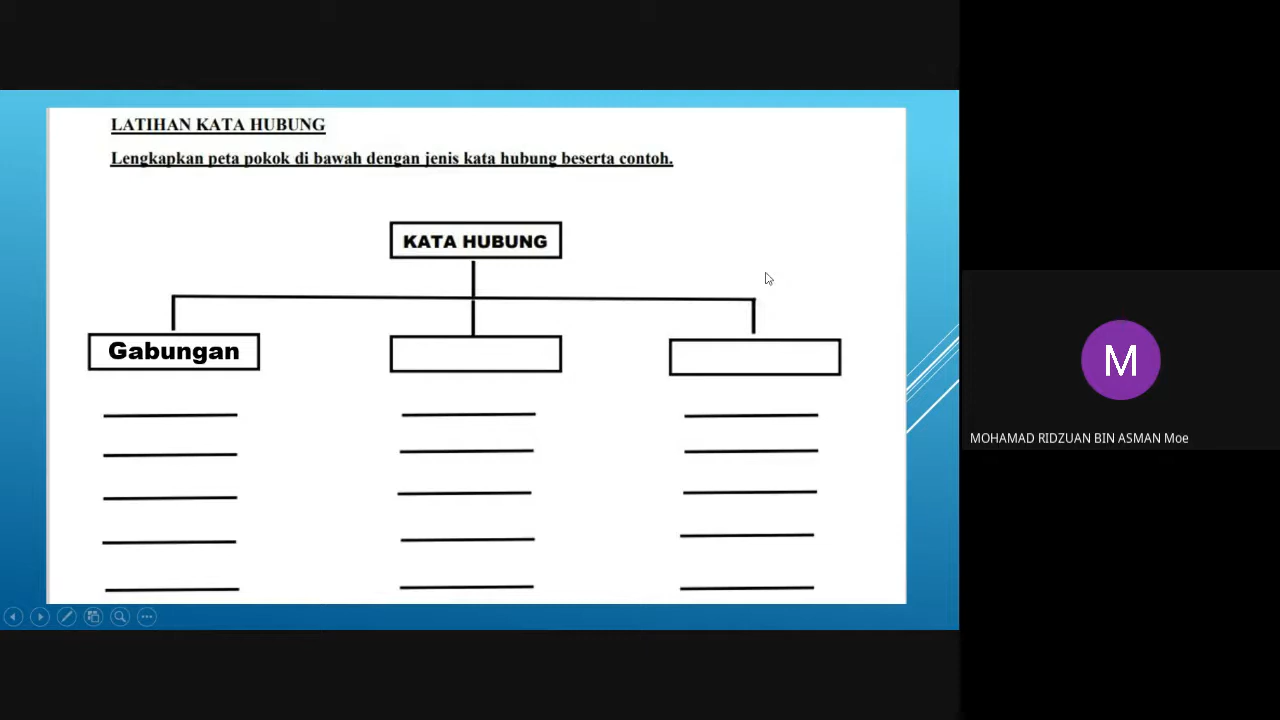 LATIHAN KATA HUBUNG
Lengkapkan peta pokok di bawah dengan jenis kata hubung beserta contoh.
KATA HUBUNG
Gabungan
M
MOHAMAD RIDZUAN BIN ASMAN Moe